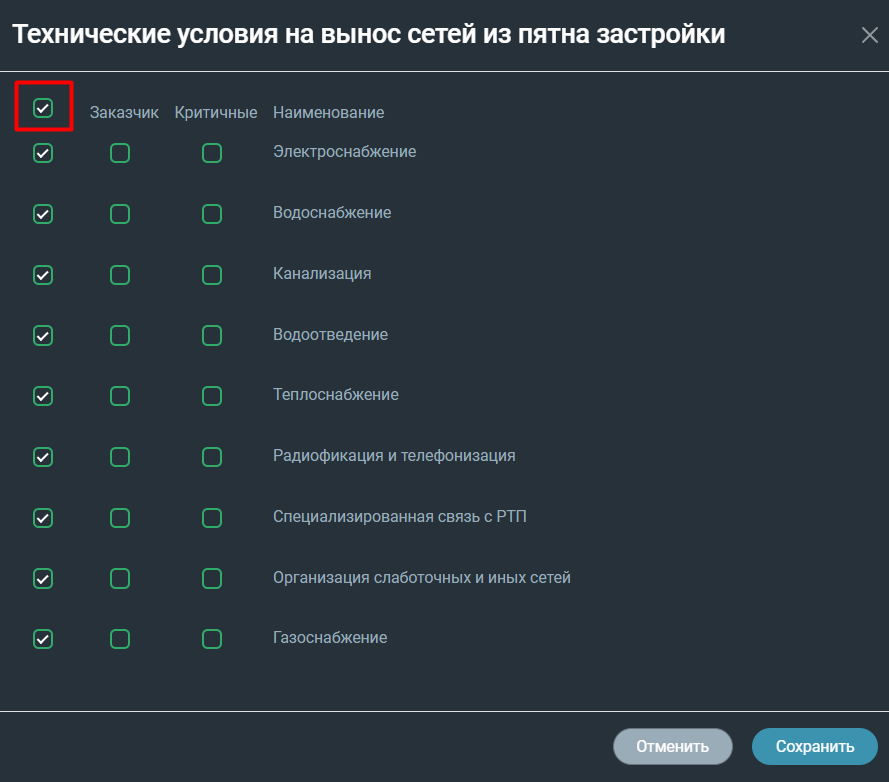 Технические условия на вынос сетей из пятна застройки
Заказчик Критичные Наименование
Электроснабжение
Водоснабжение
Канализация
Водоотведение
Теплоснабжение
Радиофикация и телефонизация
Специализированная связь с РТП
Организация слаботочных и иных сетей
Газоснабжение
Отменить Сохранить